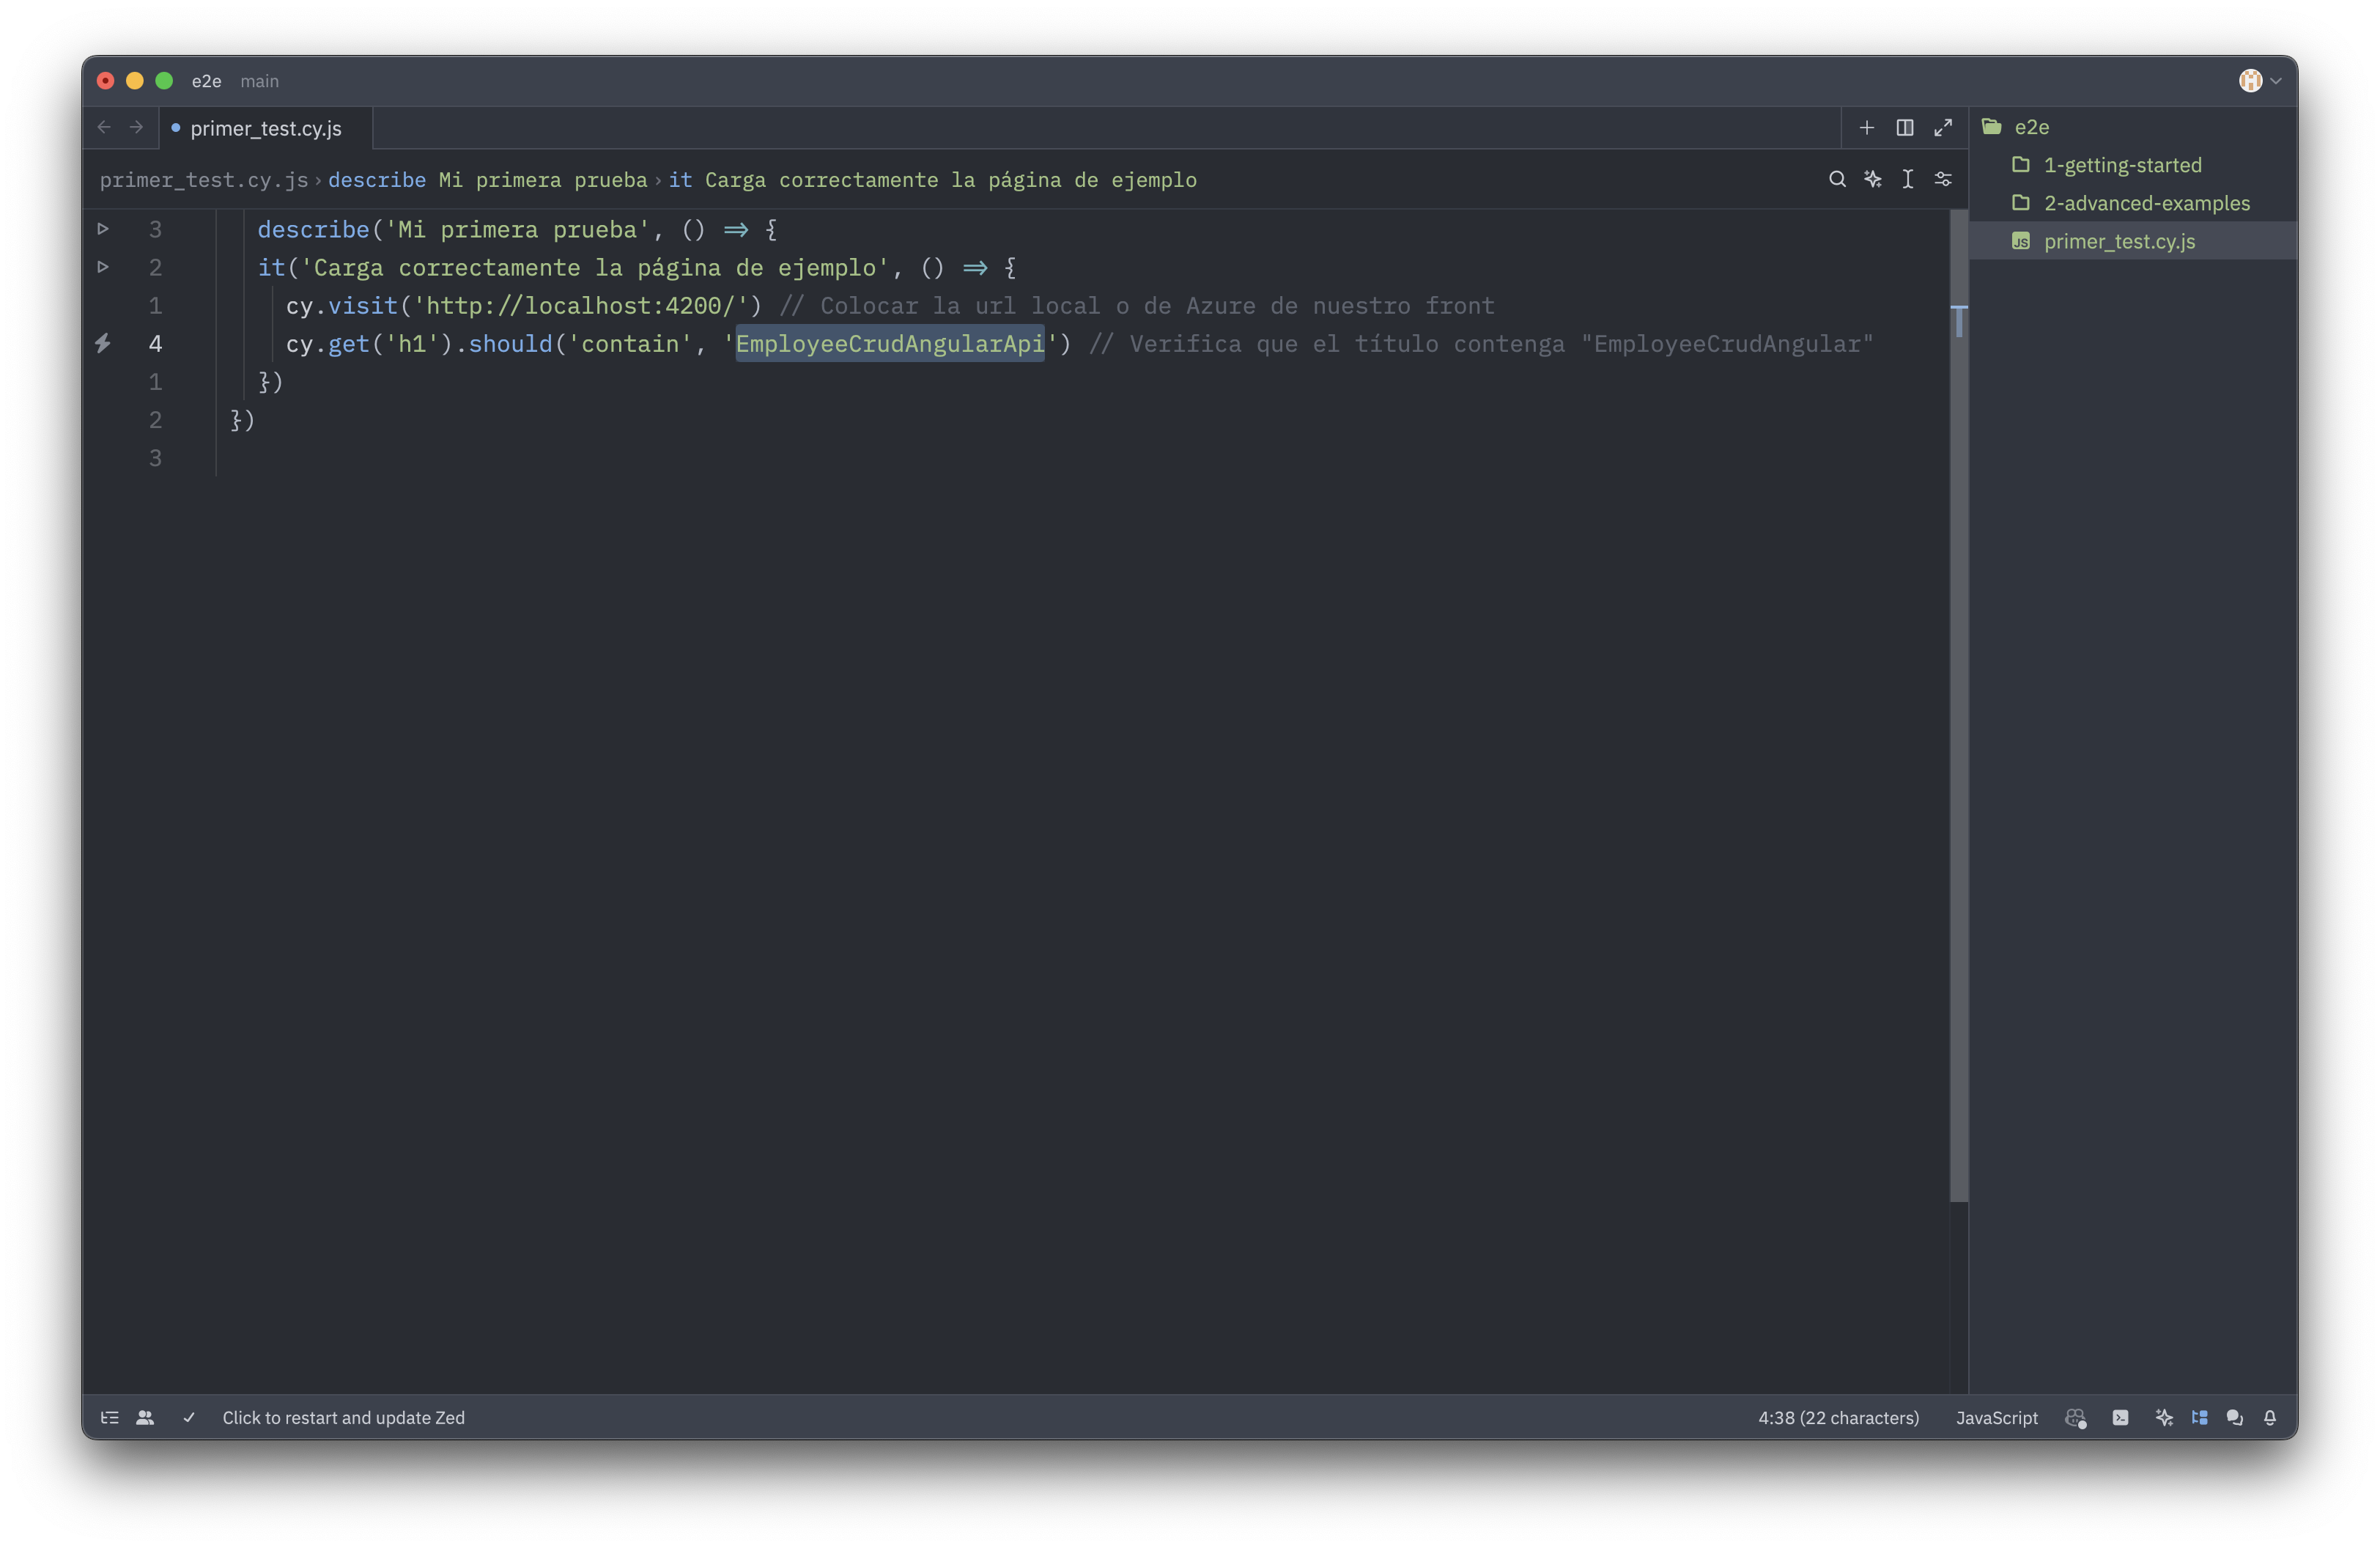 e2e main
primer_test.cy.js
primer_test.cy.js › describe Mi primera prueba › it Carga correctamente la página de ejemplo
3 describe('Mi primera prueba', () => {
2 it('Carga correctamente la página de ejemplo', () => {
1 cy.visit('http://localhost:4200/') // Colocar la url local o de Azure de nuestro front
4 cy.get('h1').should('contain', 'EmployeeCrudAngularApi') // Verifica que el título contenga "EmployeeCrudAngular"
1 })
2 })
3
e2e
1-getting-started
2-advanced-examples
JS primer_test.cy.js
Click to restart and update Zed 4:38 (22 characters) JavaScript